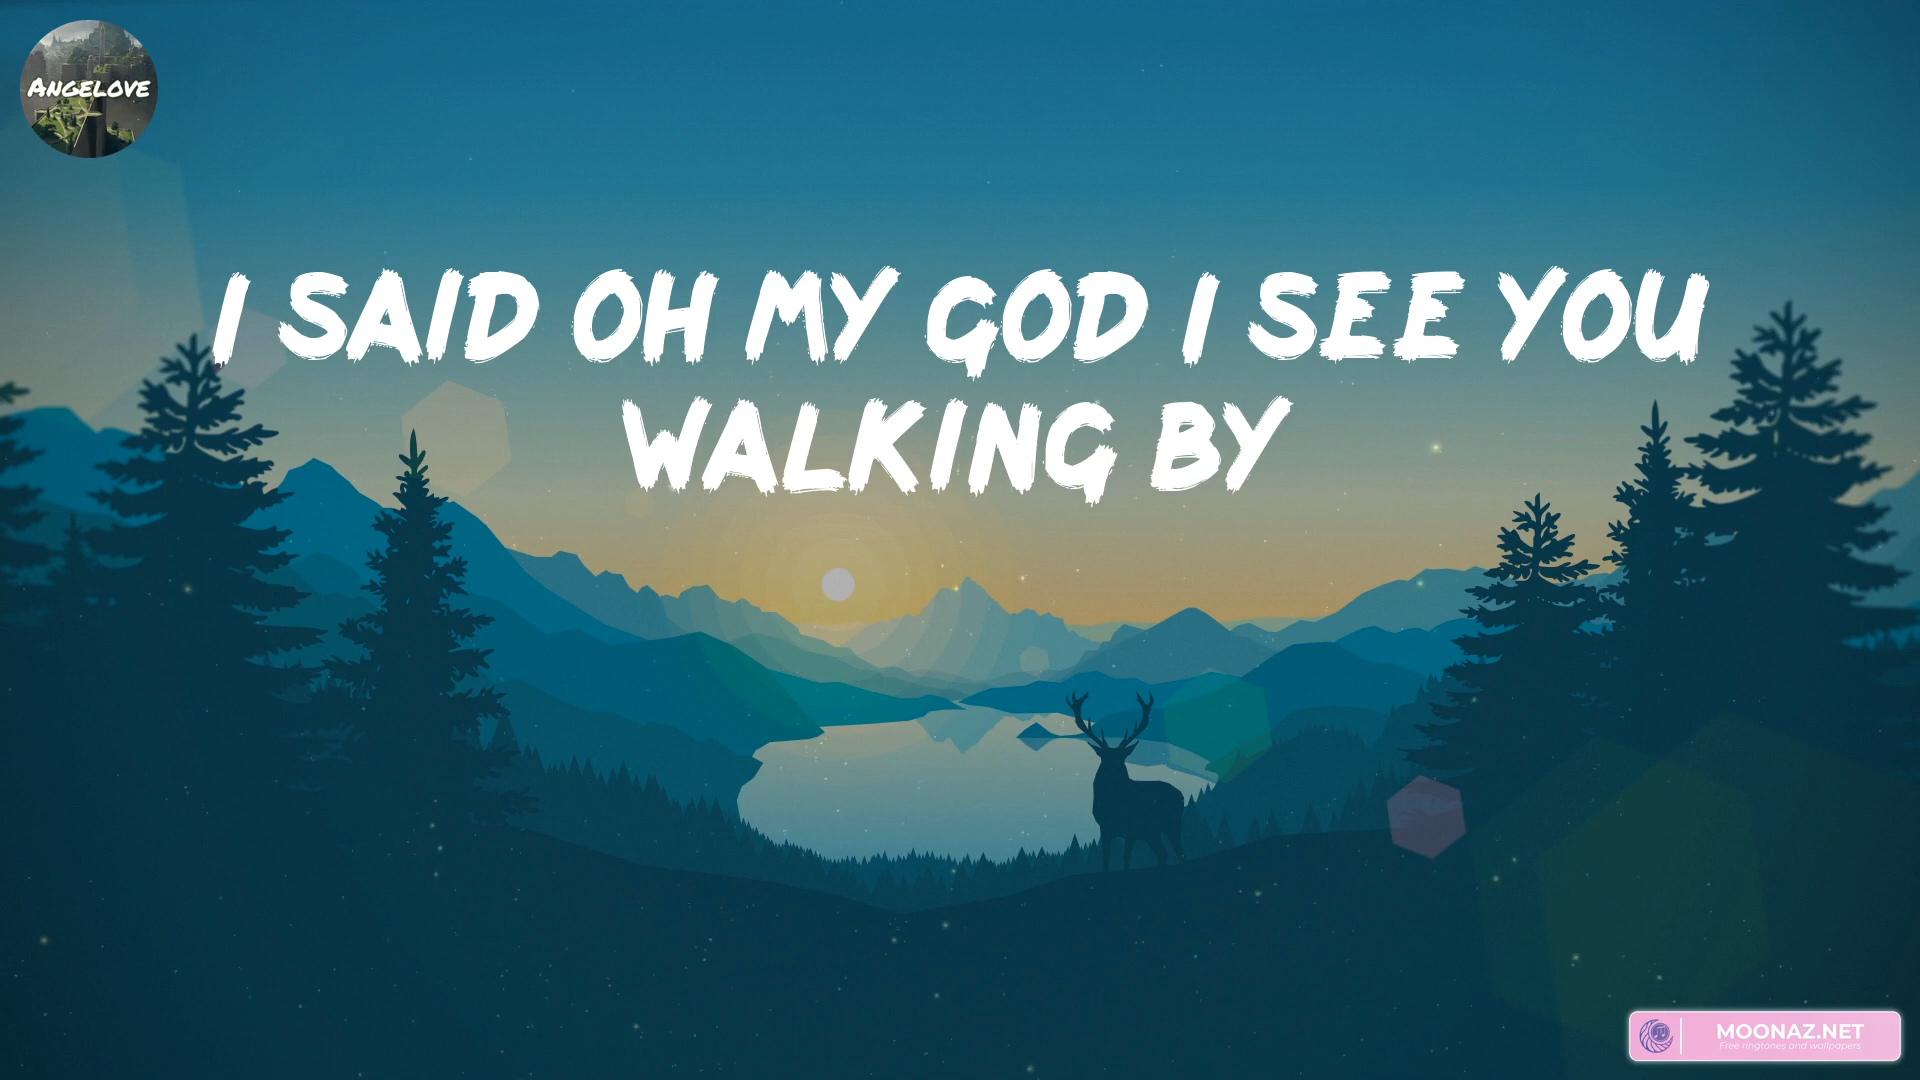 Angelove
I SAID OH MY GOD I SEE YOU
WALKING BY
MOONAZ.NET
Free ringtones and wallpapers